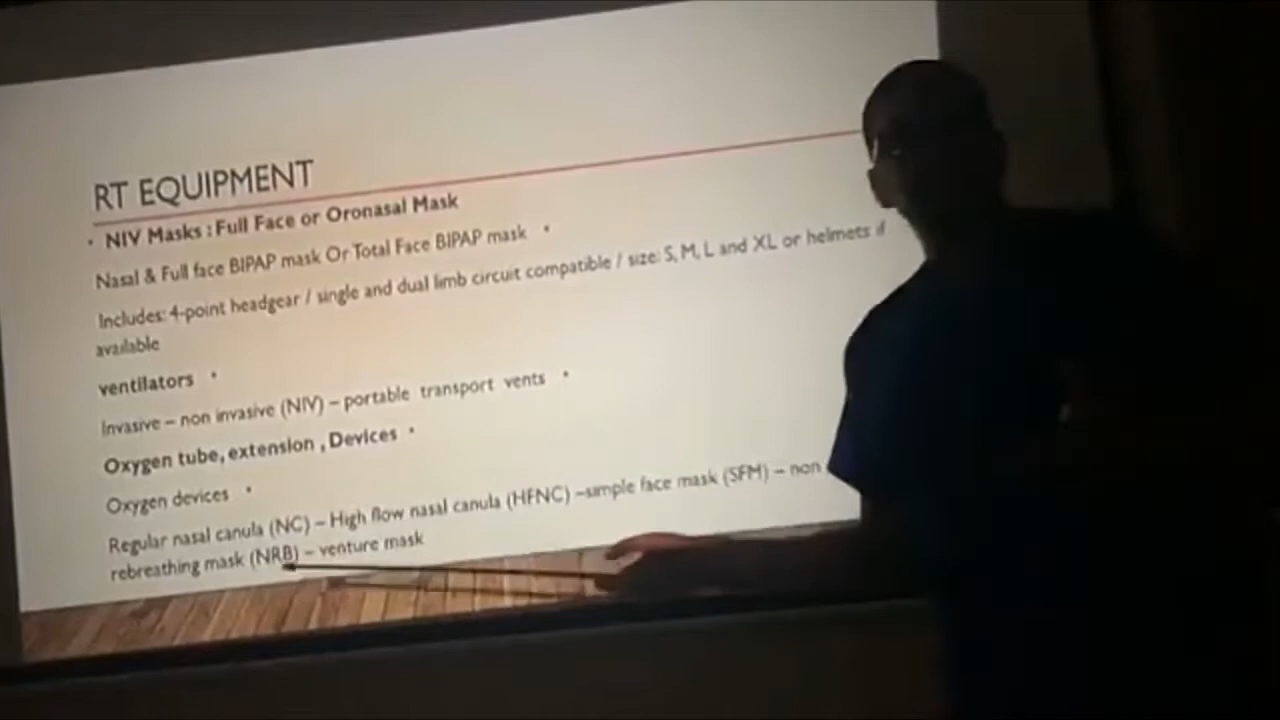 RT EQUIPMENT
• NIV Masks : Full Face or Oronasal Mask
Nasal & Full face BIPAP mask Or Total Face BIPAP mask •
Includes: 4-point headgear / single and dual limb circuit compatible / size: S, M, L and XL or helmets if
available
ventilators •
Invasive – non invasive (NIV) – portable transport vents •
Oxygen tube, extension , Devices •
Oxygen devices •
Regular nasal canula (NC) – High flow nasal canula (HFNC) –simple face mask (SFM) – non
rebreathing mask (NRB) – venture mask